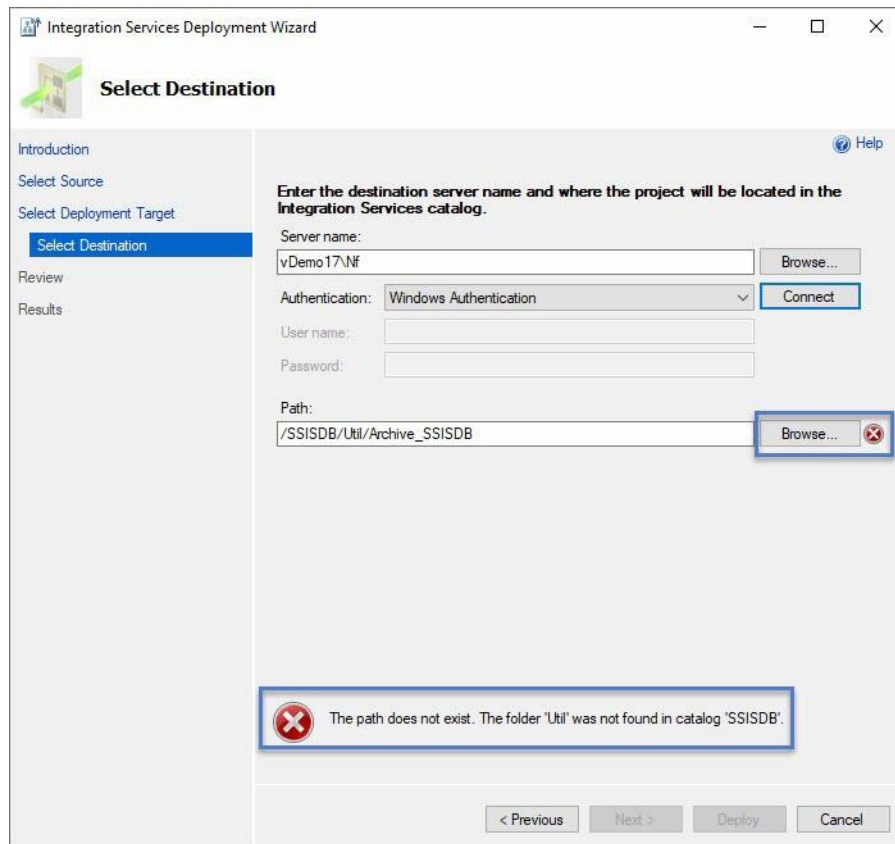 Integration Services Deployment Wizard
Select Destination
Help
Introduction
Select Source
Select Deployment Target
Select Destination
Review
Results
Enter the destination server name and where the project will be located in the
Integration Services catalog.
Server name:
vDemo17\Nf
Browse...
Authentication:
Windows Authentication
Connect
User name:
Password:
Path:
/SSISDB/Util/Archive_SSISDB
Browse...
The path does not exist. The folder 'Util' was not found in catalog 'SSISDB'.
< Previous
Next >
Deploy
Cancel